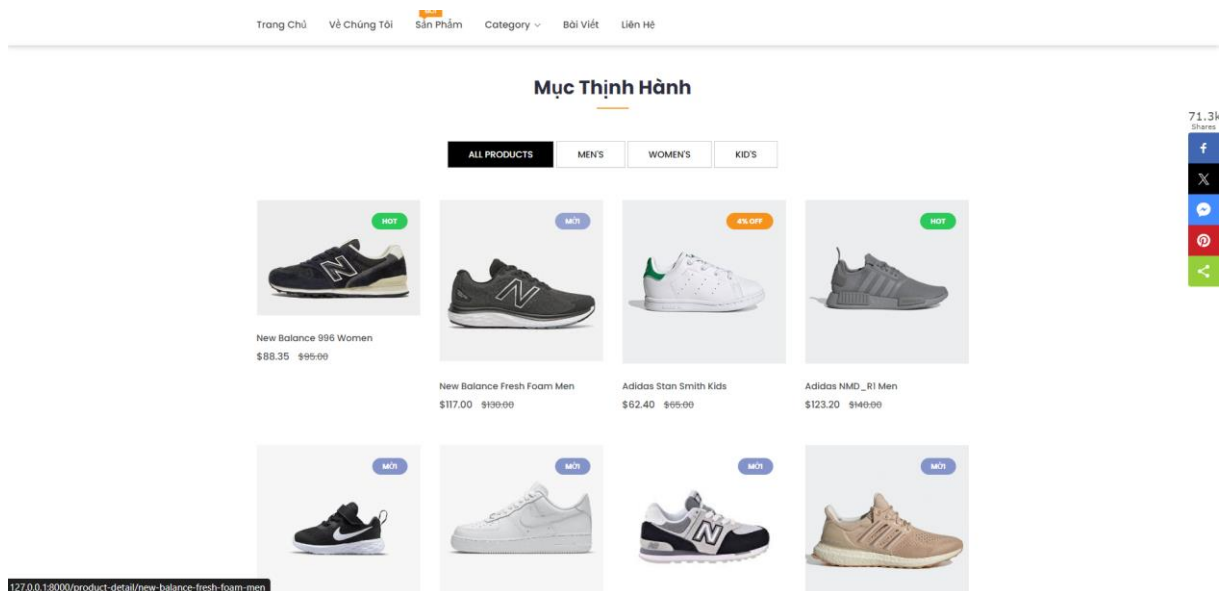 Trang Chủ Về Chúng Tôi Sản Phẩm Category Bài Viết Liên Hệ
Mục Thịnh Hành
71.3k
Shares
ALL PRODUCTS MEN'S WOMEN'S KID'S
HOT MỚI 4% OFF HOT
New Balance 996 Women
$88.35 $95.00
New Balance Fresh Foam Men Adidas Stan Smith Kids Adidas NMD_R1 Men
$117.00 $130.00 $62.40 $65.00 $123.20 $140.00
MỚI MỚI MỚI MỚI
127.0.0.1:8000/product-detail/new-balance-fresh-foam-men